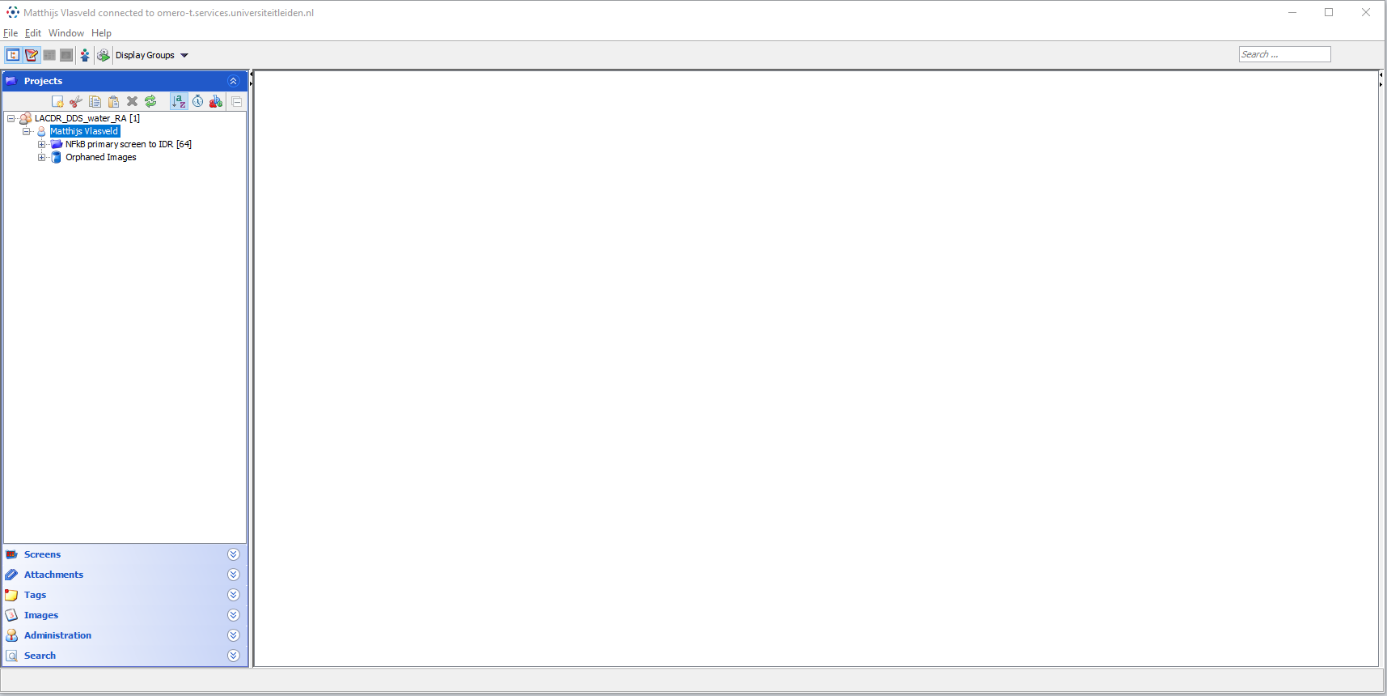 Matthijs Vlasveld connected to omero-t.services.universiteitleiden.nl
File Edit Window Help
Display Groups
Search ...
Projects
LACDR_DDS_water_RA [1]
Matthijs Vlasveld
NFkB primary screen to IDR [64]
Orphaned Images
Screens
Attachments
Tags
Images
Administration
Search